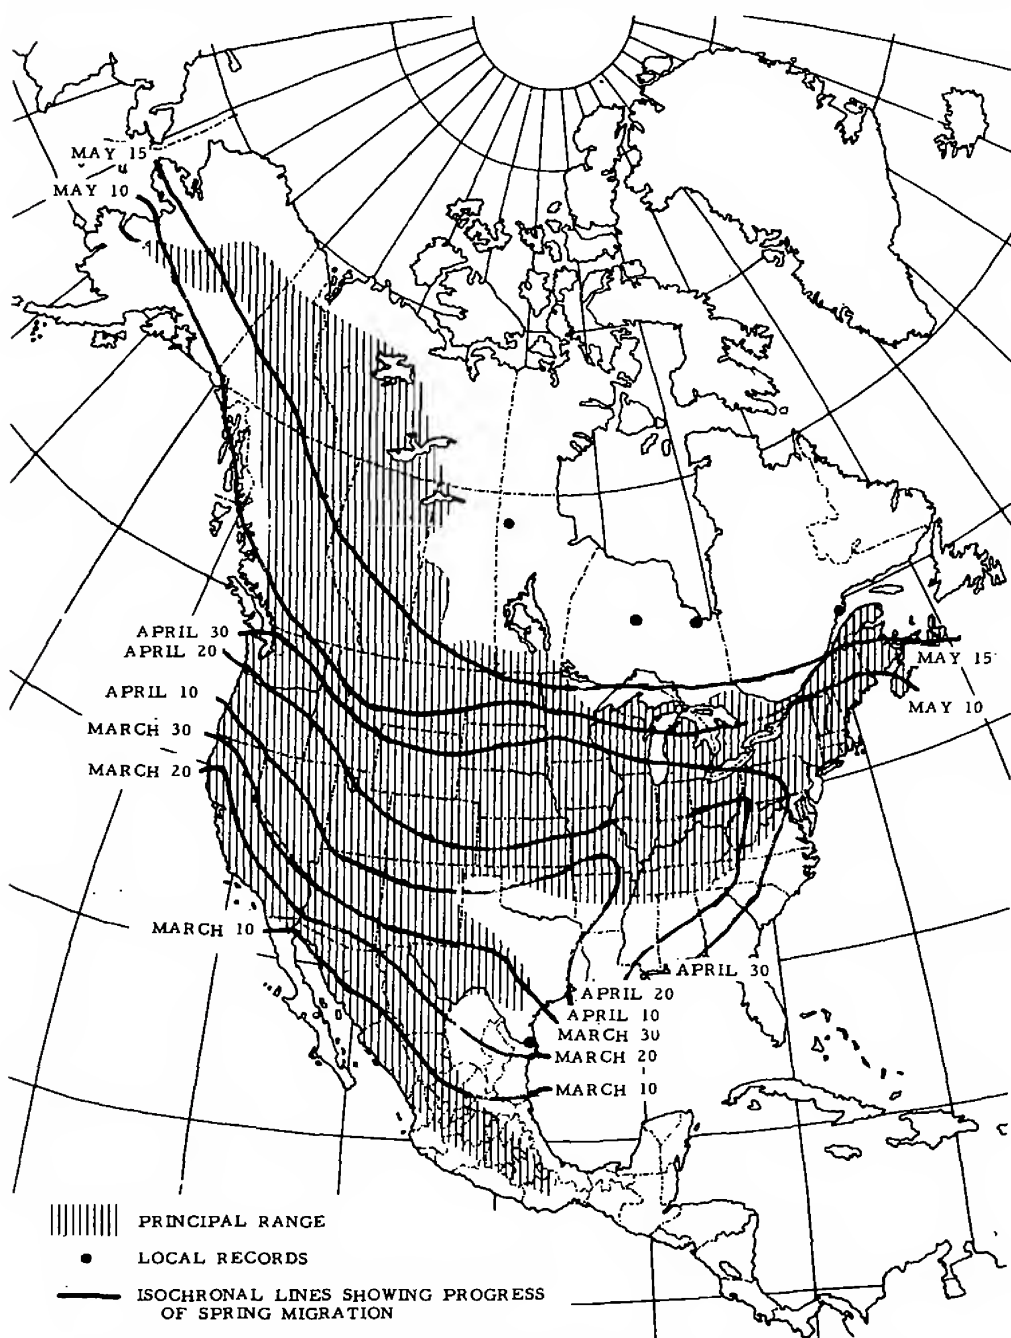 MAY 15
MAY 10
APRIL 30
APRIL 20
APRIL 10
MARCH 30
MARCH 20
MARCH 10
MAY 15
MAY 10
APRIL 30
APRIL 20
APRIL 10
MARCH 30
MARCH 20
MARCH 10
PRINCIPAL RANGE
LOCAL RECORDS
ISOCHRONAL LINES SHOWING PROGRESS
OF SPRING MIGRATION